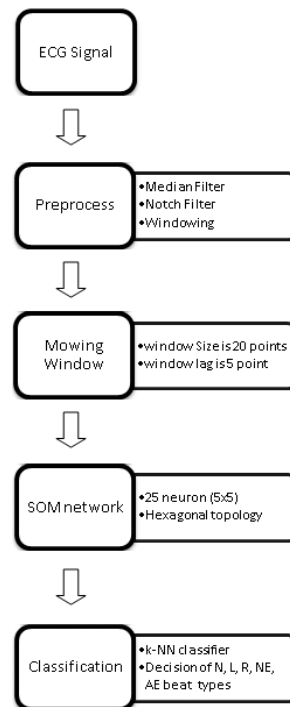 ECG Signal
Preprocess
•Median Filter
•Notch Filter
•Windowing
Mowing
Window
•window Size is 20 points
•window lag is 5 point
SOM network
•25 neuron (5x5)
•Hexagonal topology
Classification
•k-NN classifier
•Decision of N, L, R, NE,
AE beat types